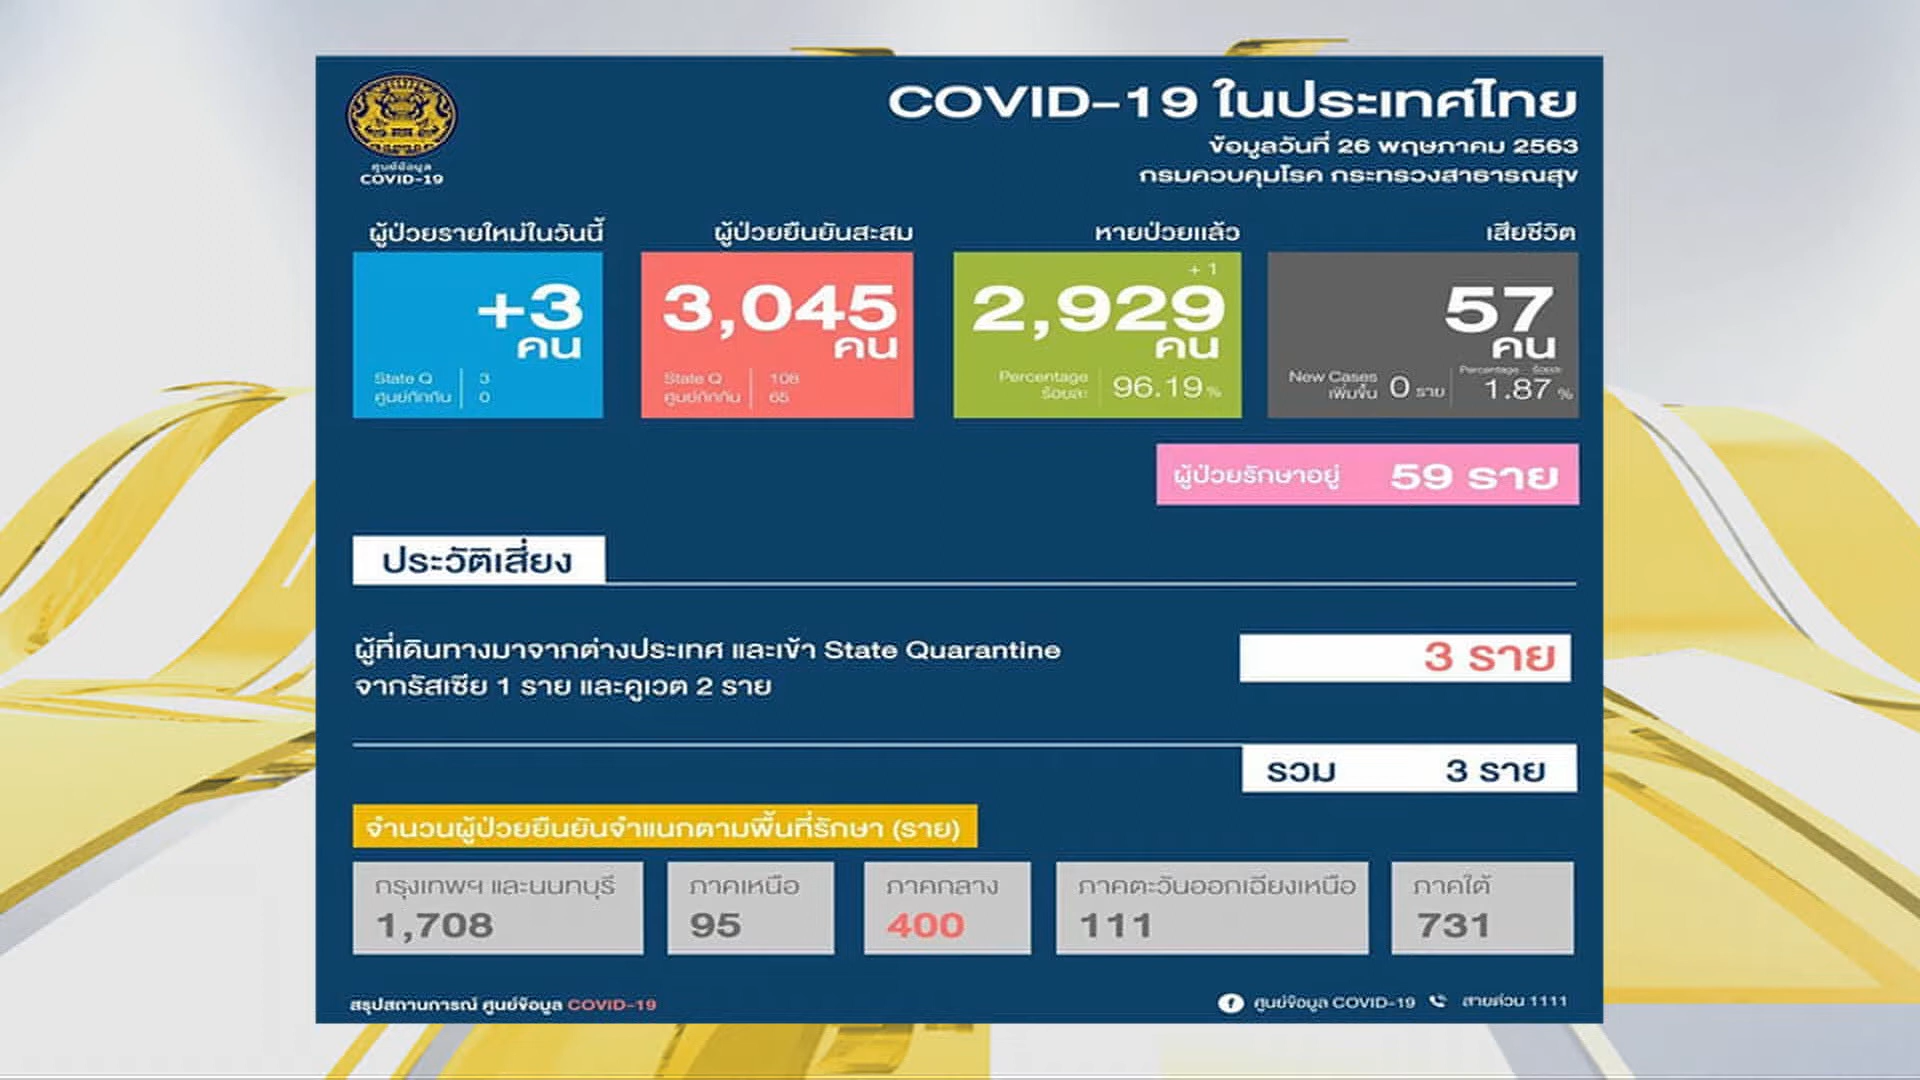 COVID-19 ในประเทศไทย
ข้อมูลวันที่ 26 พฤษภาคม 2563
กรมควบคุมโรค กระทรวงสาธารณสุข
ศูนย์ข้อมูล
COVID-19
ผู้ป่วยรายใหม่ในวันนี้
+3
คน
State Q 3
ศูนย์กักกัน 0
ผู้ป่วยยืนยันสะสม
3,045
คน
State Q 108
ศูนย์กักกัน 65
หายป่วยแล้ว
+ 1
2,929
คน
Percentage
ร้อยละ
96.19 %
เสียชีวิต
57
คน
New Cases
เพิ่มขึ้น
0 ราย
Percentage ร้อยละ
1.87 %
ผู้ป่วยรักษาอยู่ 59 ราย
ประวัติเสี่ยง
ผู้ที่เดินทางมาจากต่างประเทศ และเข้า State Quarantine
จากรัสเซีย 1 ราย และคูเวต 2 ราย
3 ราย
รวม 3 ราย
จำนวนผู้ป่วยยืนยันจำแนกตามพื้นที่รักษา (ราย)
กรุงเทพฯ และนนทบุรี
1,708
ภาคเหนือ
95
ภาคกลาง
400
ภาคตะวันออกเฉียงเหนือ
111
ภาคใต้
731
สรุปสถานการณ์ ศูนย์ข้อมูล COVID-19
ศูนย์ข้อมูล COVID-19 สายด่วน 1111